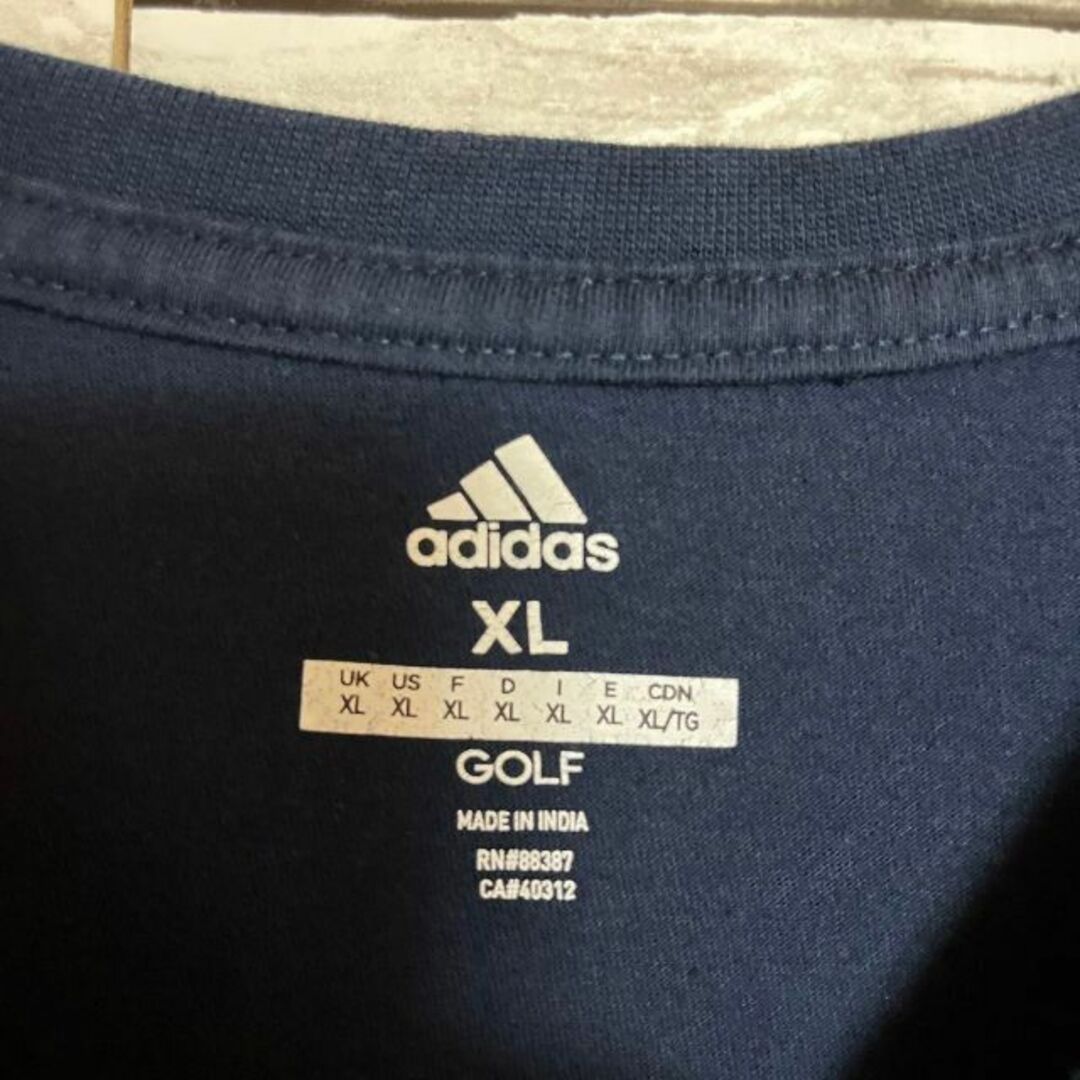 adidas
XL
UK US F D I E CDN
XL XL XL XL XL XL XL/TG
GOLF
MADE IN INDIA
RN#88387
CA#40312